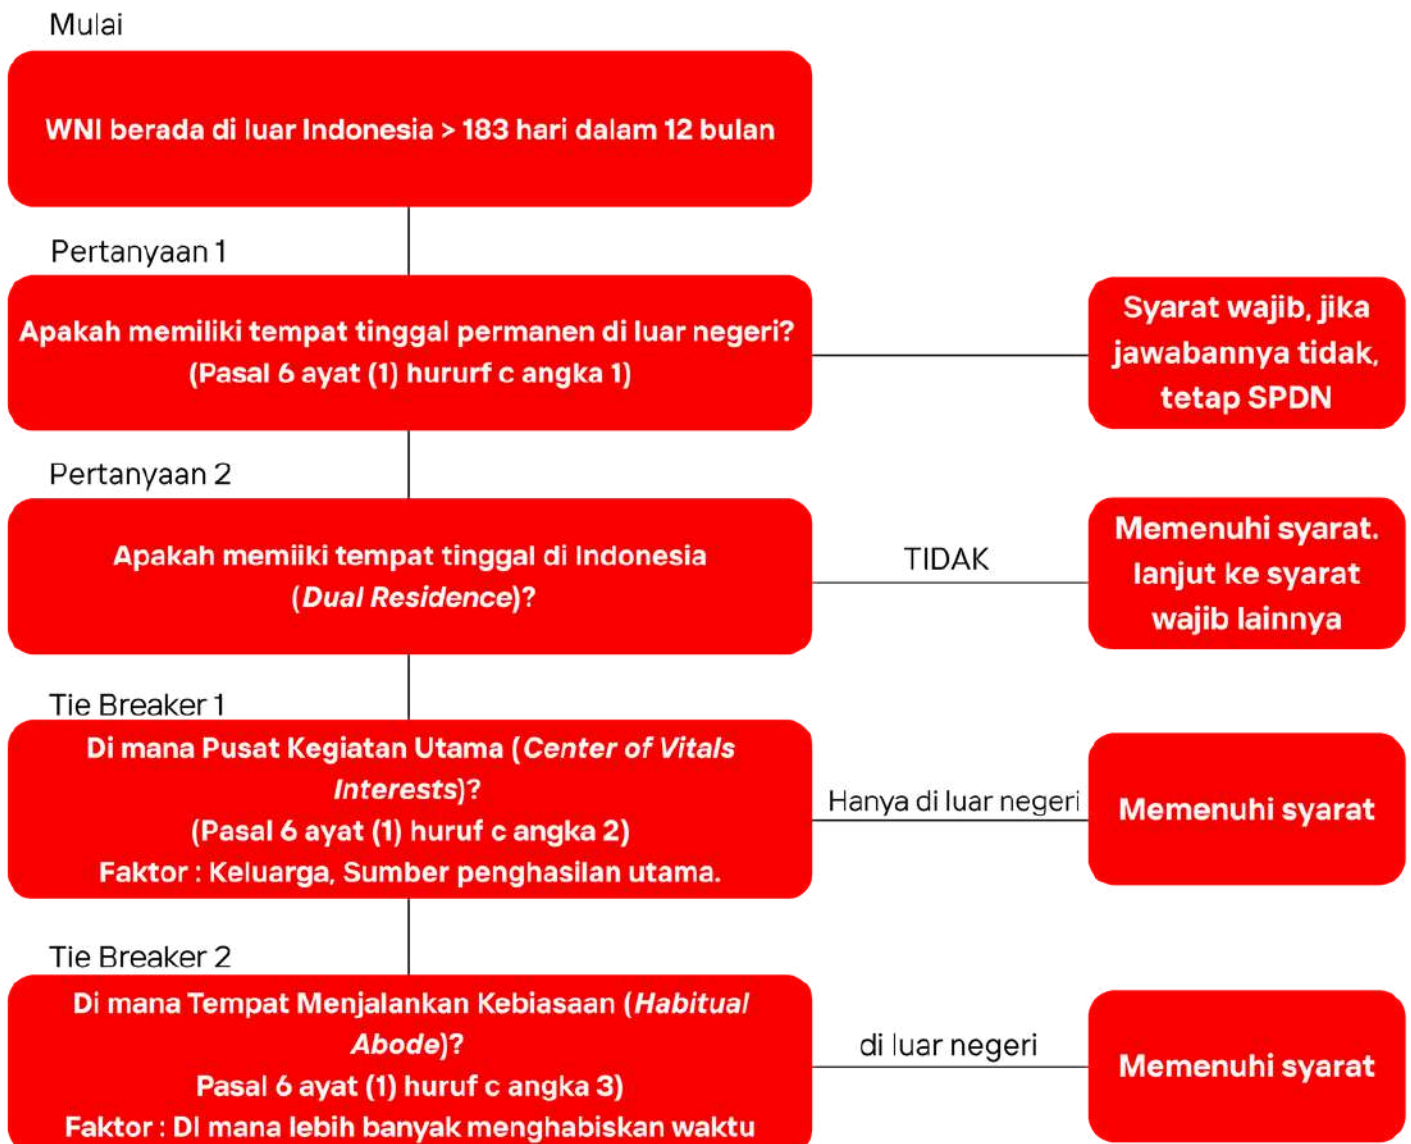 Mulai
WNI berada di luar Indonesia > 183 hari dalam 12 bulan
Pertanyaan 1
Apakah memiliki tempat tinggal permanen di luar negeri?
(Pasal 6 ayat (1) hururf c angka 1)
Syarat wajib, jika
jawabannya tidak,
tetap SPDN
Pertanyaan 2
Apakah memiiki tempat tinggal di Indonesia
(Dual Residence)?
TIDAK
Memenuhi syarat.
lanjut ke syarat
wajib lainnya
Tie Breaker 1
Di mana Pusat Kegiatan Utama (Center of Vitals
Interests)?
(Pasal 6 ayat (1) huruf c angka 2)
Faktor : Keluarga, Sumber penghasilan utama.
Hanya di luar negeri
Memenuhi syarat
Tie Breaker 2
Di mana Tempat Menjalankan Kebiasaan (Habitual
Abode)?
Pasal 6 ayat (1) huruf c angka 3)
Faktor : DI mana lebih banyak menghabiskan waktu
di luar negeri
Memenuhi syarat